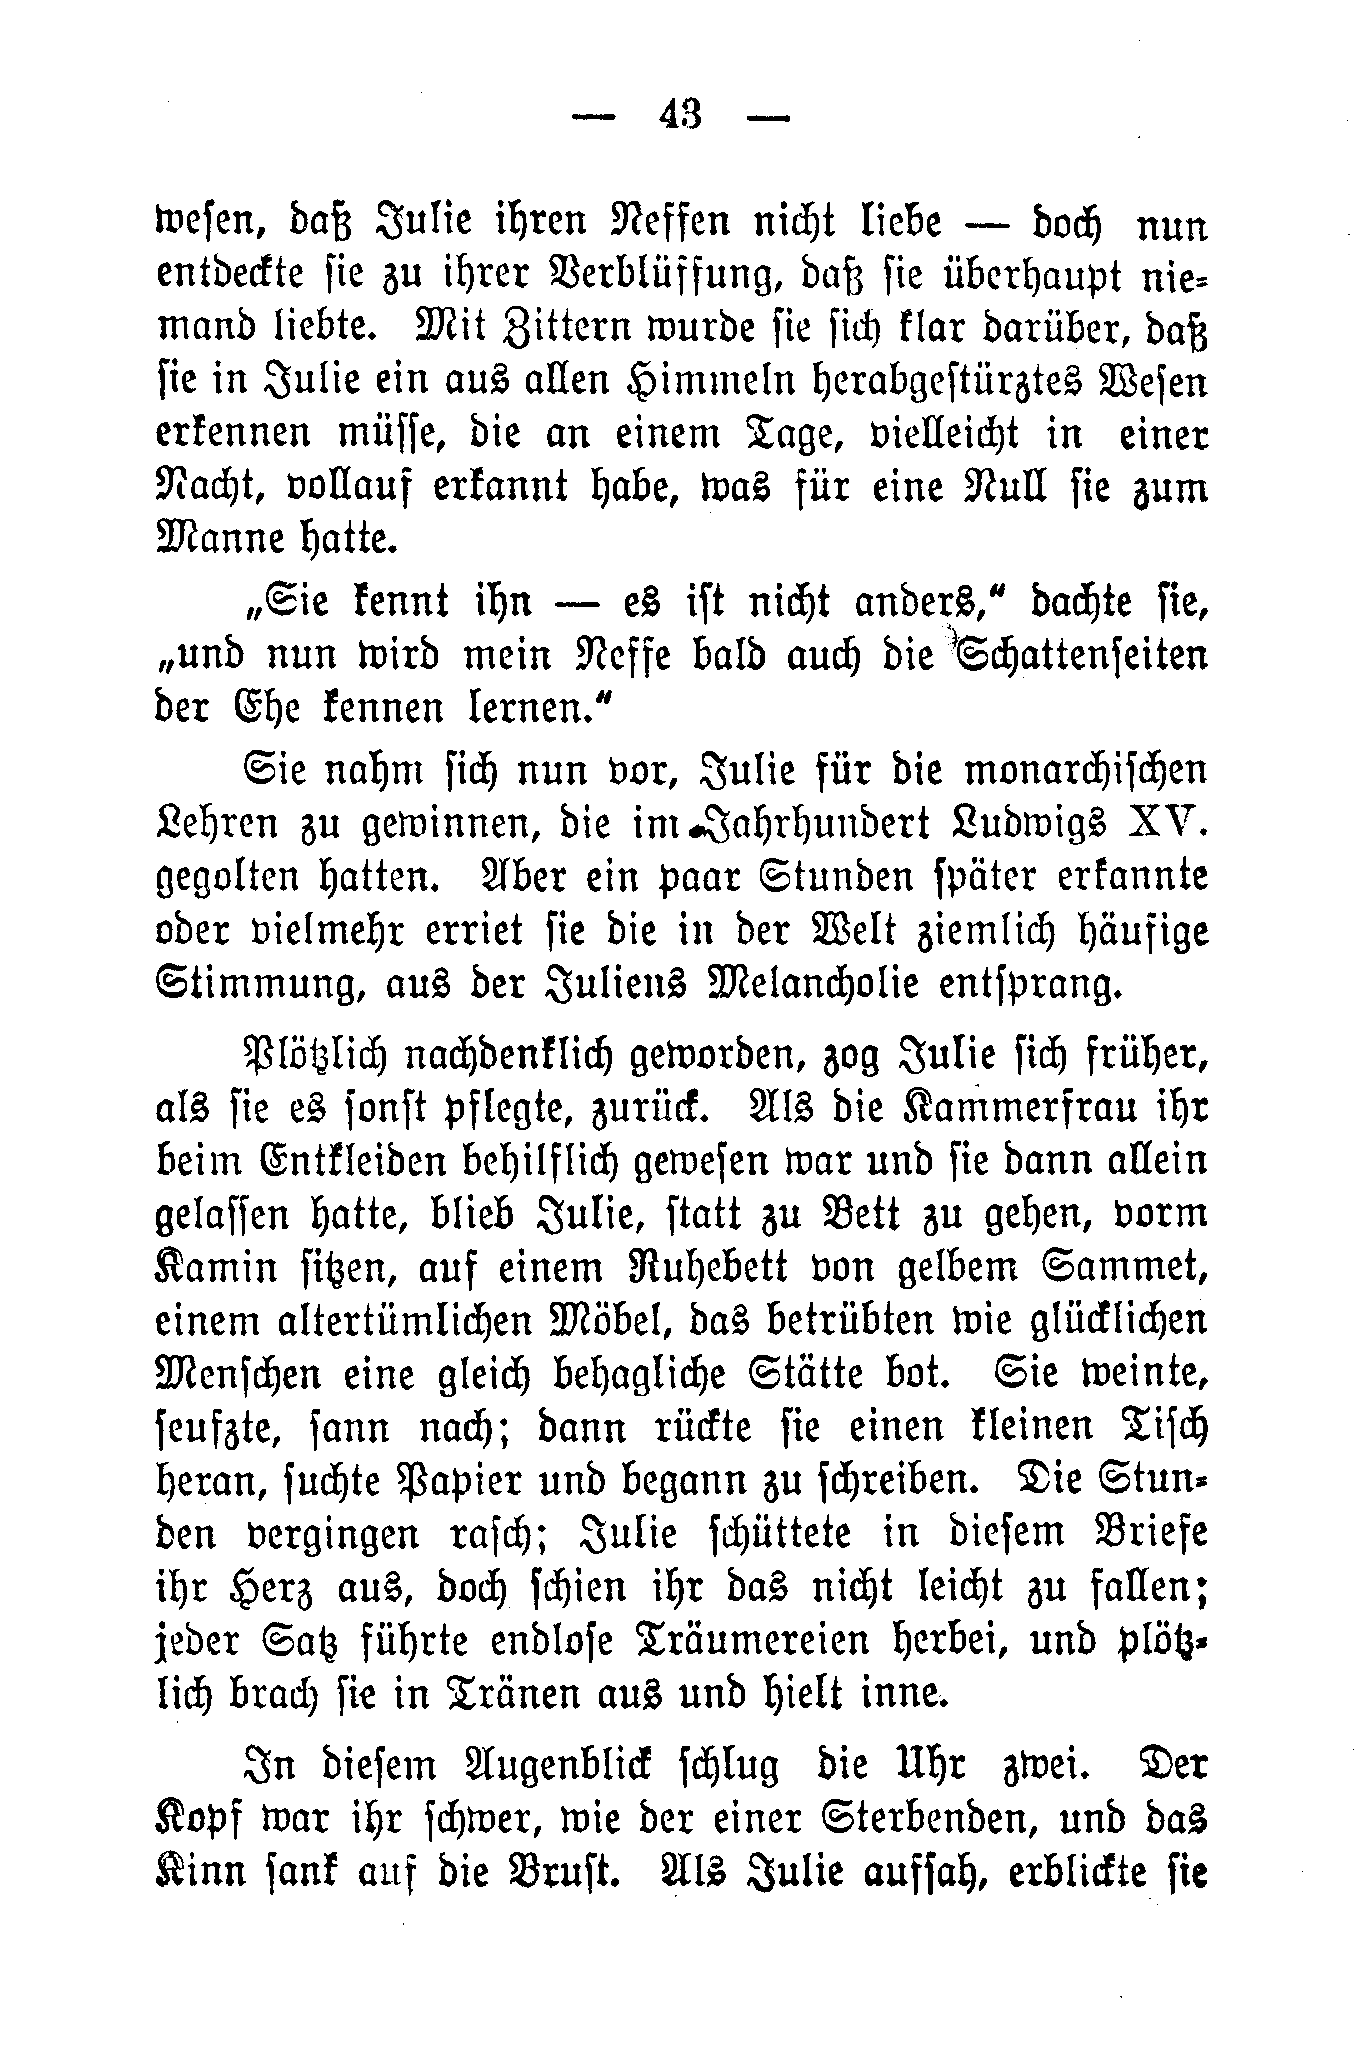 — 43 —
wesen, daß Julie ihren Neffen nicht liebe — doch nun
entdeckte sie zu ihrer Verblüffung, daß sie überhaupt nie-
mand liebte. Mit Zittern wurde sie sich klar darüber, daß
sie in Julie ein aus allen Himmeln herabgestürztes Wesen
erkennen müsse, die an einem Tage, vielleicht in einer
Nacht, vollauf erkannt habe, was für eine Null sie zum
Manne hatte.
„Sie kennt ihn — es ist nicht anders,“ dachte sie,
„und nun wird mein Neffe bald auch die Schattenseiten
der Ehe kennen lernen.“
Sie nahm sich nun vor, Julie für die monarchischen
Lehren zu gewinnen, die im Jahrhundert Ludwigs XV.
gegolten hatten. Aber ein paar Stunden später erkannte
oder vielmehr erriet sie die in der Welt ziemlich häufige
Stimmung, aus der Juliens Melancholie entsprang.
Plötzlich nachdenklich geworden, zog Julie sich früher,
als sie es sonst pflegte, zurück. Als die Kammerfrau ihr
beim Entkleiden behilflich gewesen war und sie dann allein
gelassen hatte, blieb Julie, statt zu Bett zu gehen, vorm
Kamin sitzen, auf einem Ruhebett von gelbem Sammet,
einem altertümlichen Möbel, das betrübten wie glücklichen
Menschen eine gleich behagliche Stätte bot. Sie weinte,
seufzte, sann nach; dann rückte sie einen kleinen Tisch
heran, suchte Papier und begann zu schreiben. Die Stun-
den vergingen rasch; Julie schüttete in diesem Briefe
ihr Herz aus, doch schien ihr das nicht leicht zu fallen;
jeder Satz führte endlose Träumereien herbei, und plötz-
lich brach sie in Tränen aus und hielt inne.
In diesem Augenblick schlug die Uhr zwei. Der
Kopf war ihr schwer, wie der einer Sterbenden, und das
Kinn sank auf die Brust. Als Julie aufsah, erblickte sie